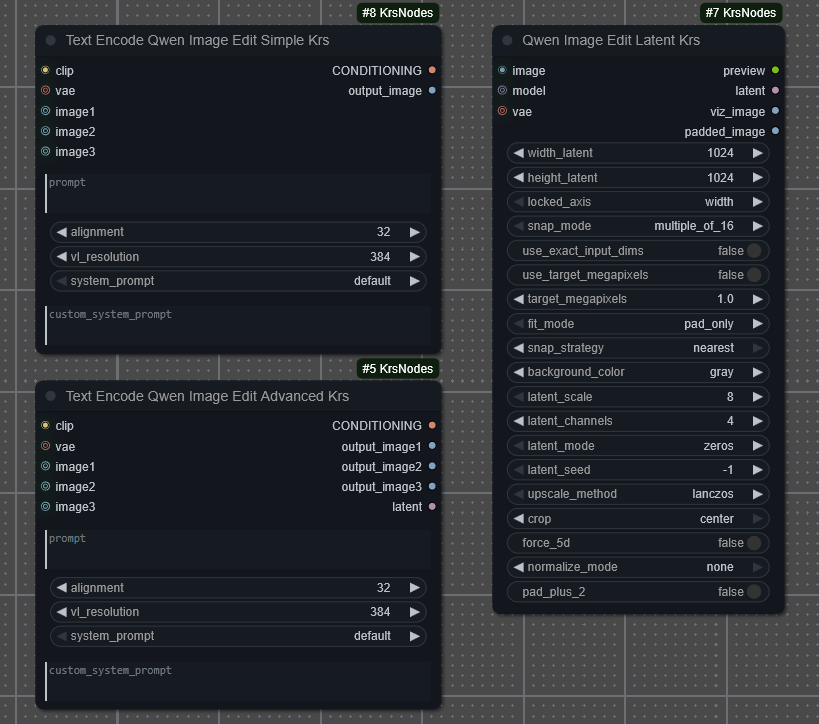 #8 KrsNodes
Text Encode Qwen Image Edit Simple Krs
clip CONDITIONING
vae output_image
image1
image2
image3
prompt
alignment 32
vl_resolution 384
system_prompt default
custom_system_prompt
#5 KrsNodes
Text Encode Qwen Image Edit Advanced Krs
clip CONDITIONING
vae output_image1
image1 output_image2
image2 output_image3
image3 latent
prompt
alignment 32
vl_resolution 384
system_prompt default
custom_system_prompt
#7 KrsNodes
Qwen Image Edit Latent Krs
image preview
model latent
vae viz_image
padded_image
width_latent 1024
height_latent 1024
locked_axis width
snap_mode multiple_of_16
use_exact_input_dims false
use_target_megapixels false
target_megapixels 1.0
fit_mode pad_only
snap_strategy nearest
background_color gray
latent_scale 8
latent_channels 4
latent_mode zeros
latent_seed -1
upscale_method lanczos
crop center
force_5d false
normalize_mode none
pad_plus_2 false